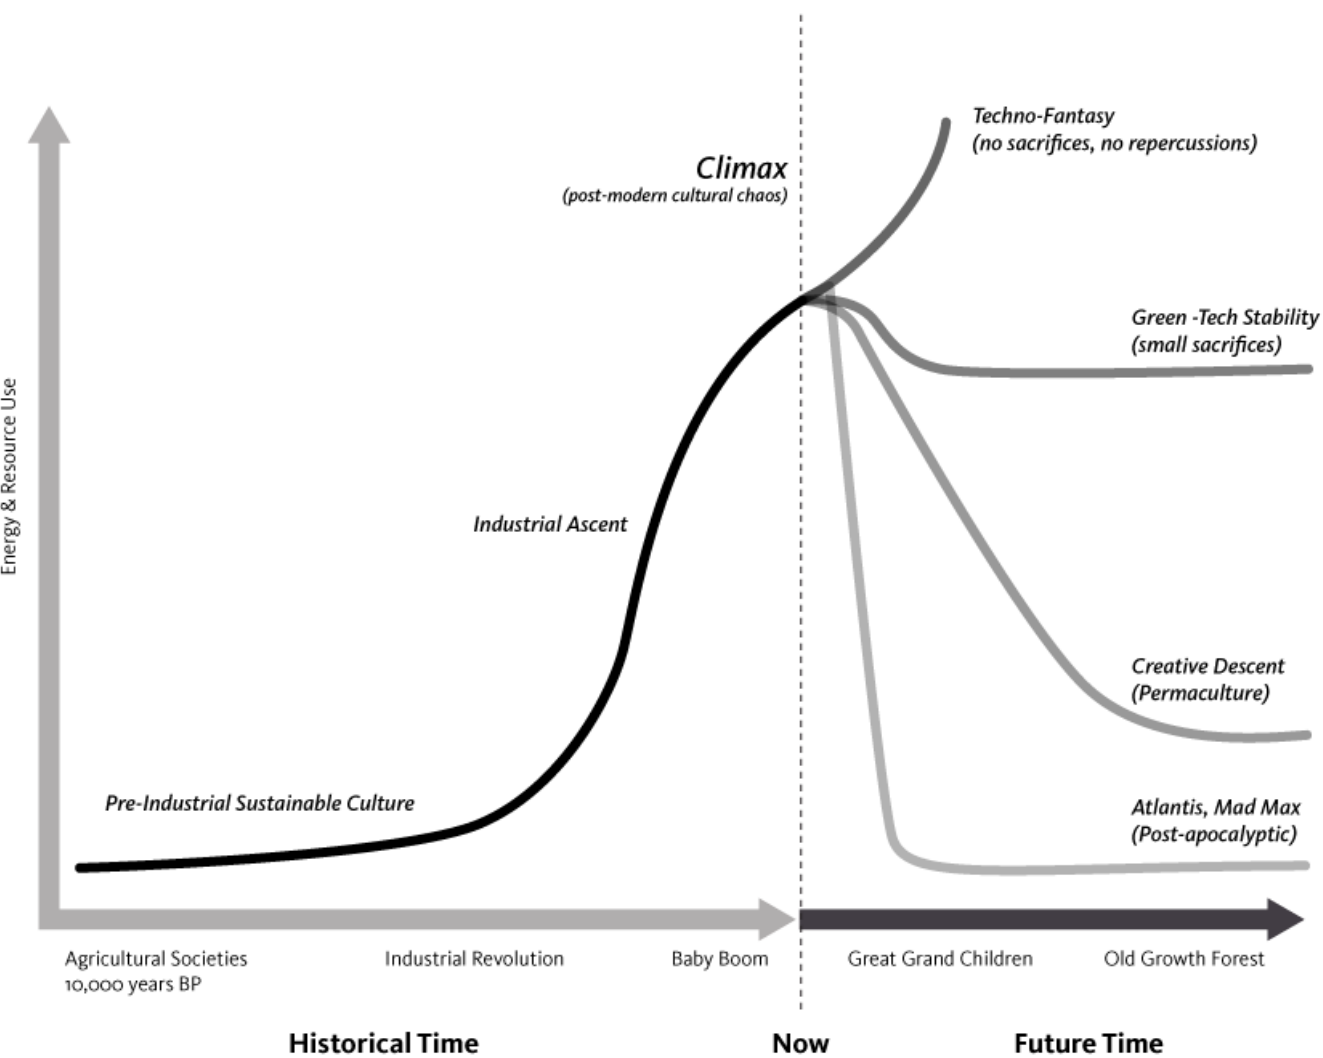 Techno-Fantasy
(no sacrifices, no repercussions)
Climax
(post-modern cultural chaos)
Green -Tech Stability
(small sacrifices)
Energy & Resource Use
Industrial Ascent
Creative Descent
(Permaculture)
Pre-Industrial Sustainable Culture
Atlantis, Mad Max
(Post-apocalyptic)
Agricultural Societies
10,000 years BP
Industrial Revolution
Baby Boom
Great Grand Children
Old Growth Forest
Historical Time
Now
Future Time